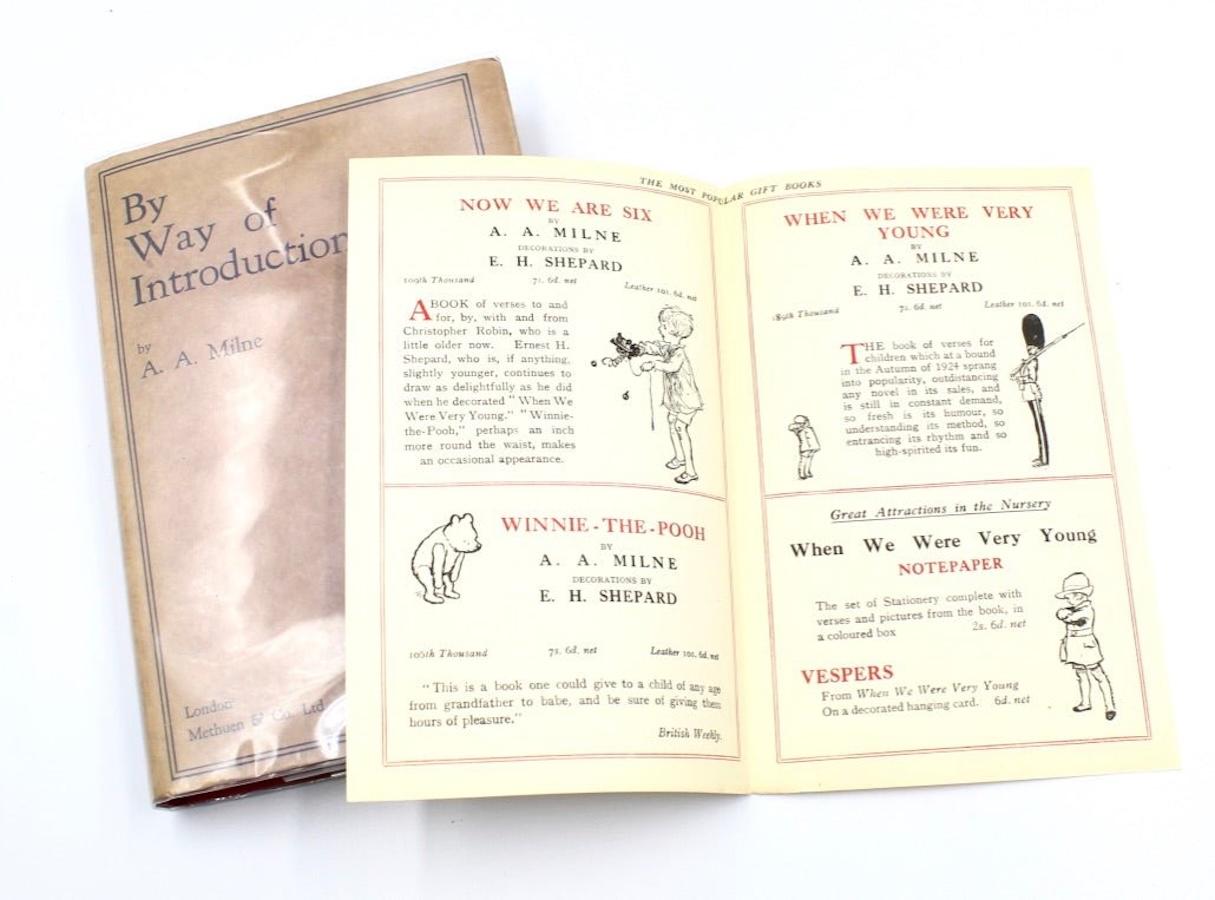 By
Way of
Introduction
by
A. A. Milne
London
Methuen & Co. Ltd
THE MOST POPULAR GIFT BOOKS
NOW WE ARE SIX
BY
A. A. MILNE
DECORATIONS BY
E. H. SHEPARD
109th Thousand 7s. 6d. net Leather 10s. 6d. net
A BOOK of verses to and
for, by, with and from
Christopher Robin, who is a
little older now. Ernest H.
Shepard, who is, if anything,
slightly younger, continues to
draw as delightfully as he did
when he decorated "When We
Were Very Young." "Winnie-
the-Pooh," perhaps an inch
more round the waist, makes
an occasional appearance.
WINNIE-THE-POOH
BY
A. A. MILNE
DECORATIONS BY
E. H. SHEPARD
105th Thousand 7s. 6d. net Leather 10s. 6d. net
"This is a book one could give to a child of any age
from grandfather to babe, and be sure of giving them
hours of pleasure."
British Weekly.
WHEN WE WERE VERY
YOUNG
BY
A. A. MILNE
DECORATIONS BY
E. H. SHEPARD
189th Thousand 7s. 6d. net Leather 10s. 6d. net
THE book of verses for
children which at a bound
in the Autumn of 1924 sprang
into popularity, outdistancing
any novel in its sales, and
is still in constant demand,
so fresh is its humour, so
understanding its method, so
entrancing its rhythm and so
high-spirited its fun.
Great Attractions in the Nursery
When We Were Very Young
NOTEPAPER
The set of Stationery complete with
verses and pictures from the book, in
a coloured box 2s. 6d. net
VESPERS
From When We Were Very Young
On a decorated hanging card. 6d. net